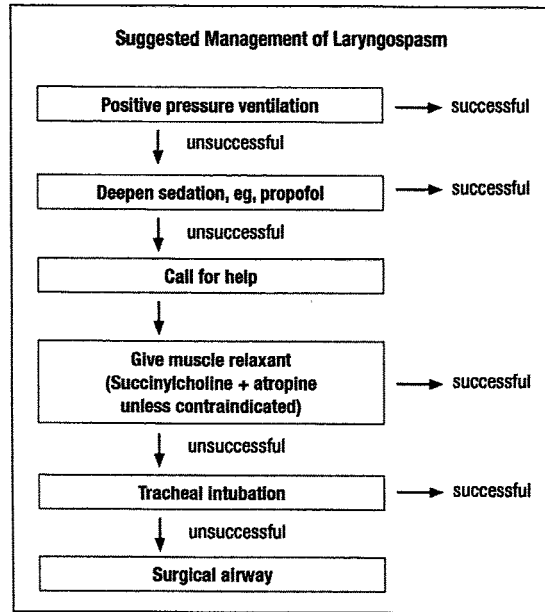 Suggested Management of Laryngospasm
Positive pressure ventilation
successful
unsuccessful
Deepen sedation, eg, propofol
successful
unsuccessful
Call for help
Give muscle relaxant
(Succinylcholine + atropine
unless contraindicated)
successful
unsuccessful
Tracheal intubation
successful
unsuccessful
Surgical airway